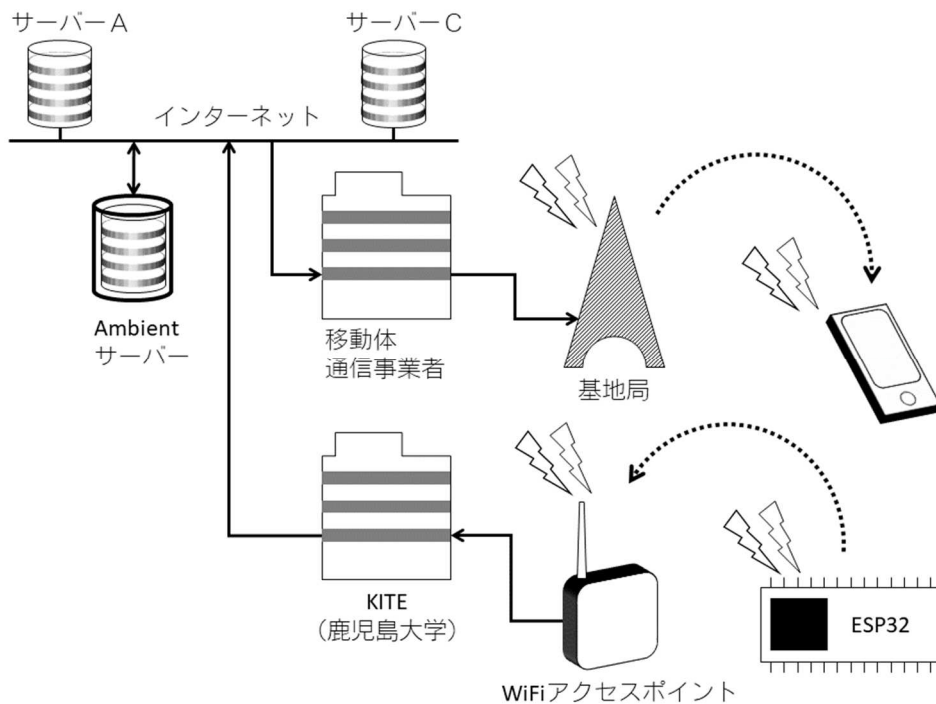 サーバーA
サーバーC
インターネット
Ambient
サーバー
移動体
通信事業者
基地局
KITE
（鹿児島大学）
ESP32
WiFiアクセスポイント